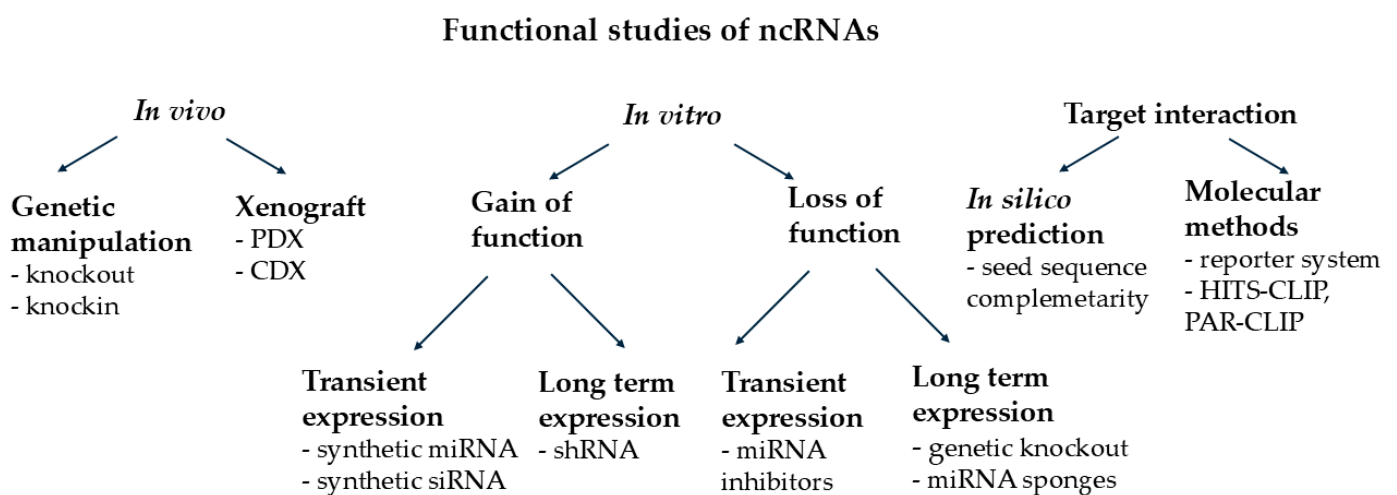 Functional studies of ncRNAs
In vivo
Genetic
manipulation
- knockout
- knockin
Xenograft
- PDX
- CDX
In vitro
Gain of
function
Transient
expression
- synthetic miRNA
- synthetic siRNA
Long term
expression
- shRNA
Loss of
function
Transient
expression
- miRNA
inhibitors
Long term
expression
- genetic knockout
- miRNA sponges
Target interaction
In silico
prediction
- seed sequence
complemetarity
Molecular
methods
- reporter system
- HITS-CLIP,
PAR-CLIP